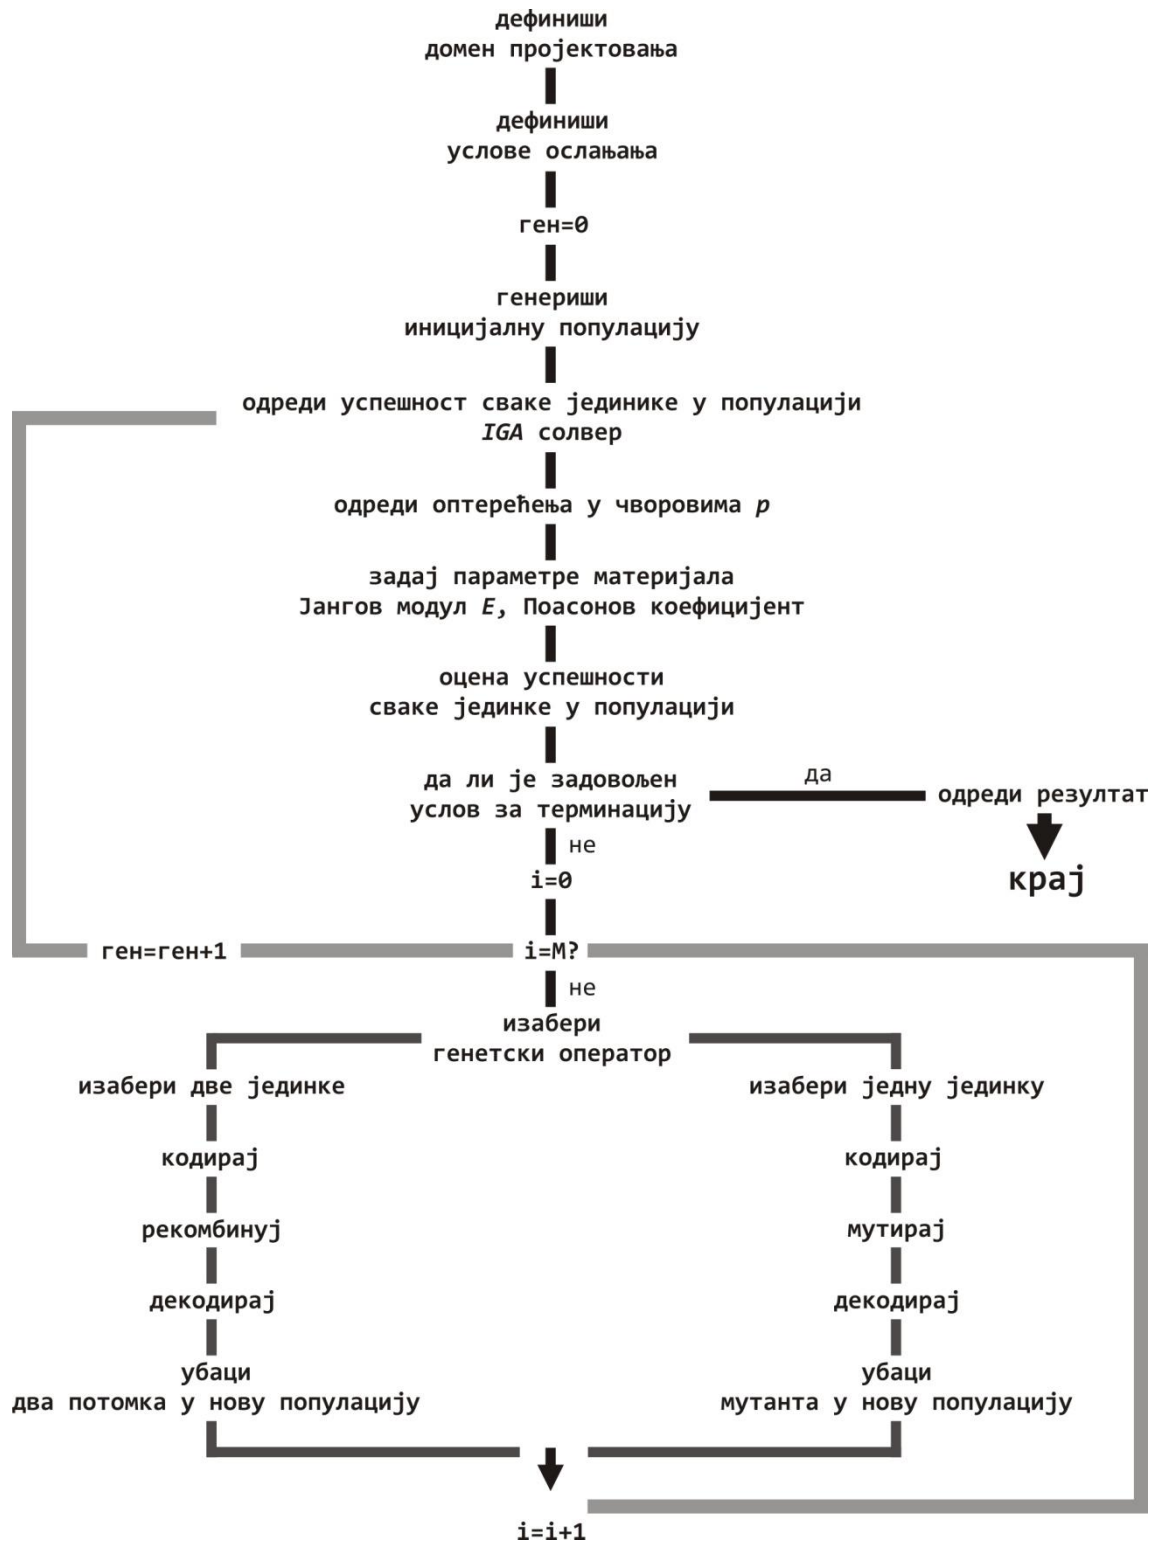 дефиниши
домен пројектовања
дефиниши
услове ослањања
ген=0
генериши
иницијалну популацију
одреди успешност сваке јединике у популацији
IGA солвер
одреди оптерећења у чворовима p
задај параметре материјала
Јангов модул E, Поасонов коефицијент
оцена успешности
сваке јединке у популацији
да ли је задовољен
услов за терминацију
да
одреди резултат
крај
не
i=0
ген=ген+1
i=M?
не
изабери
генетски оператор
изабери две јединке
кодирај
рекомбинуј
декодирај
убаци
два потомка у нову популацију
изабери једну јединку
кодирај
мутирај
декодирај
убаци
мутанта у нову популацију
i=i+1